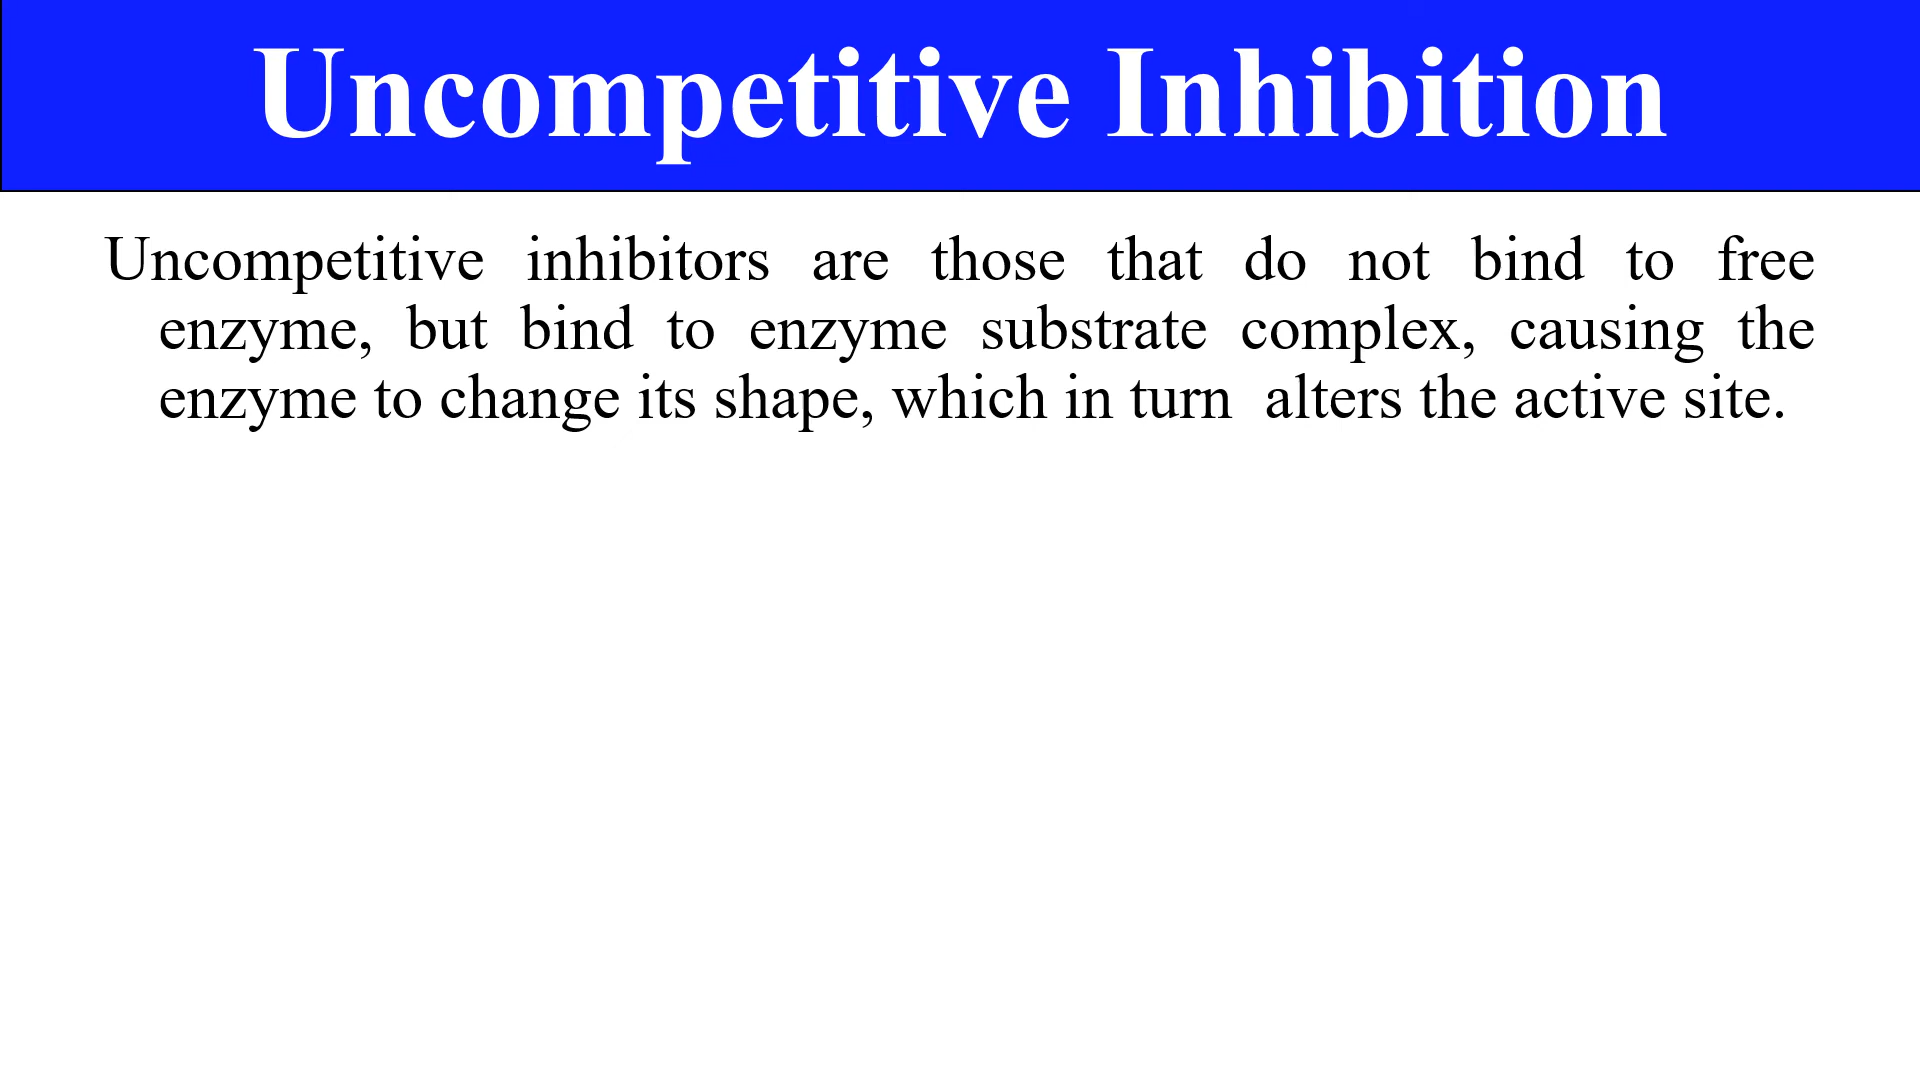 Uncompetitive Inhibition
Uncompetitive inhibitors are those that do not bind to free
enzyme, but bind to enzyme substrate complex, causing the
enzyme to change its shape, which in turn  alters the active site.